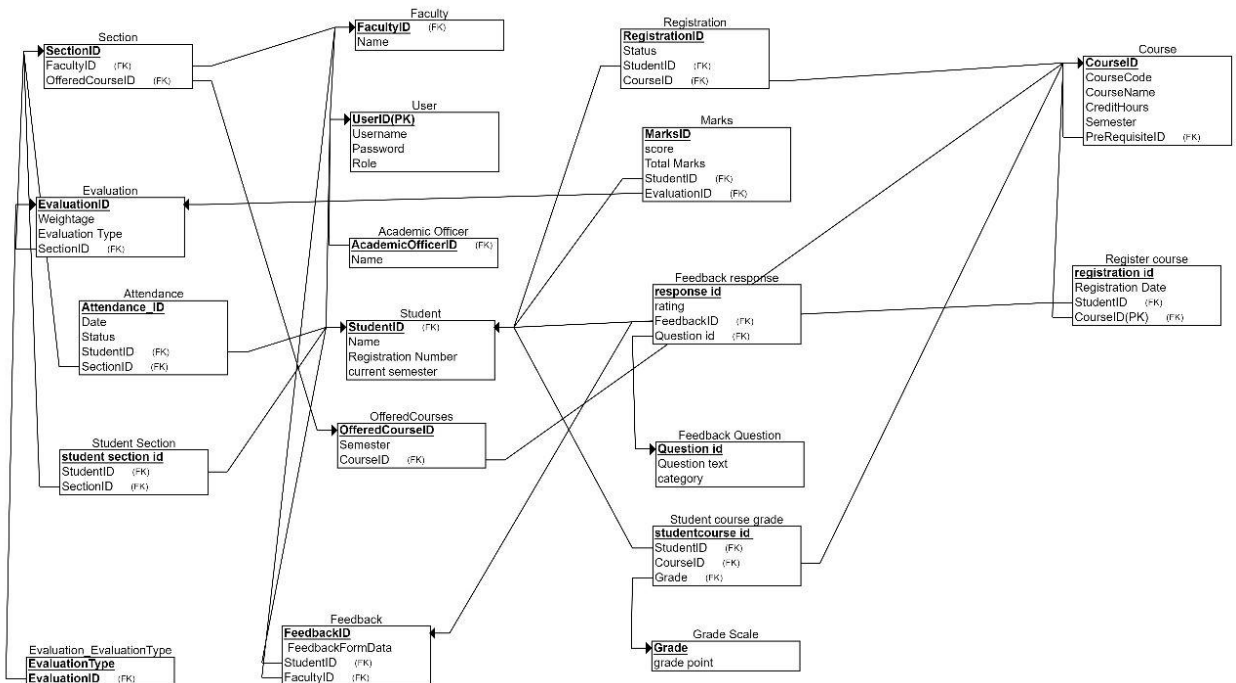 Faculty
FacultyID (FK)
Name
Section
SectionID
FacultyID (FK)
OfferedCourseID (FK)
Registration
RegistrationID
Status
StudentID (FK)
CourseID (FK)
Course
CourseID
CourseCode
CourseName
CreditHours
Semester
PreRequisiteID (FK)
User
UserID(PK)
Username
Password
Role
Marks
MarksID
score
Total Marks
StudentID (FK)
EvaluationID (FK)
Evaluation
EvaluationID
Weightage
Evaluation Type
SectionID (FK)
Academic Officer
AcademicOfficerID (FK)
Name
Attendance
Attendance_ID
Date
Status
StudentID (FK)
SectionID (FK)
Student
StudentID (FK)
Name
Registration Number
current semester
Feedback response
response id
rating
FeedbackID (FK)
Question id (FK)
Register course
registration id
Registration Date
StudentID (FK)
CourseID(PK) (FK)
Student Section
student section id
StudentID (FK)
SectionID (FK)
OfferedCourses
OfferedCourseID
Semester
CourseID (FK)
Feedback Question
Question id
Question text
category
Student course grade
studentcourse id
StudentID (FK)
CourseID (FK)
Grade (FK)
Feedback
FeedbackID
FeedbackFormData
StudentID (FK)
FacultyID (FK)
Grade Scale
Grade
grade point
Evaluation_EvaluationType
EvaluationType
EvaluationID (FK)